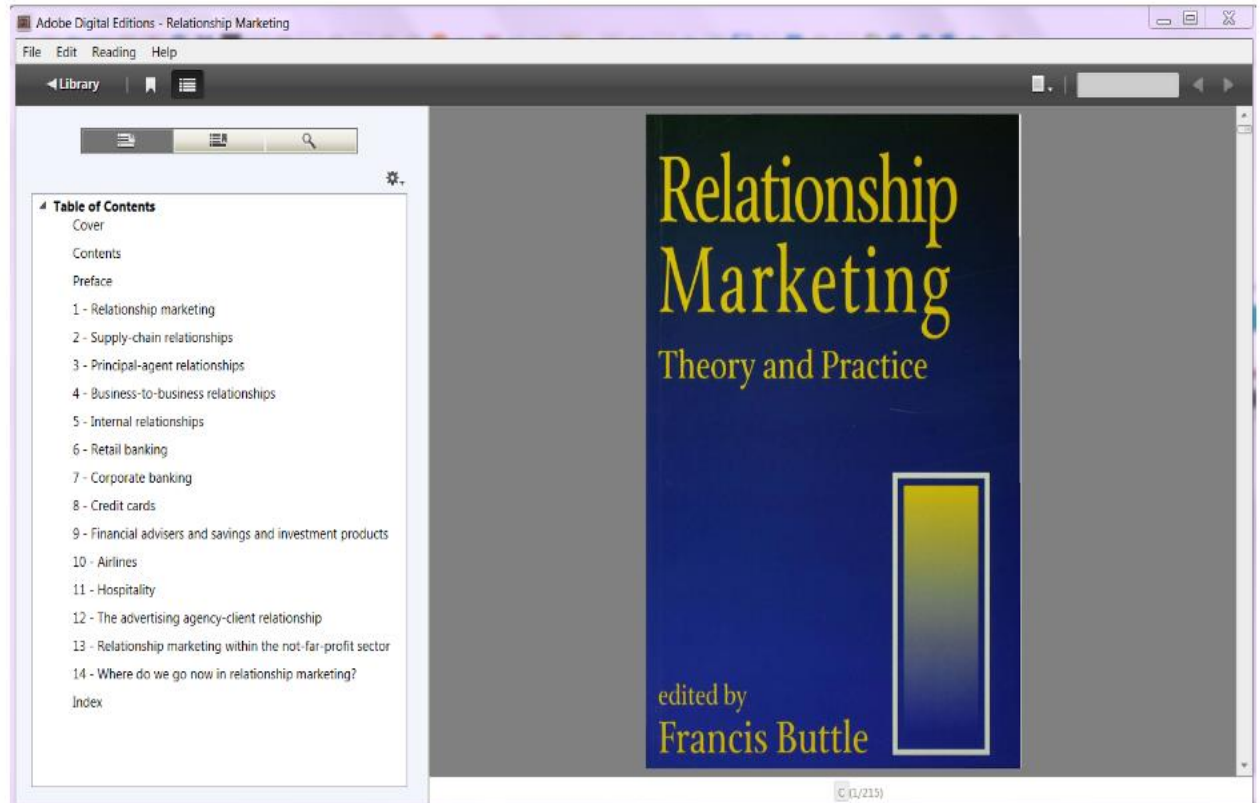 Adobe Digital Editions - Relationship Marketing
File Edit Reading Help
Library
Table of Contents
Cover
Contents
Preface
1 - Relationship marketing
2 - Supply-chain relationships
3 - Principal-agent relationships
4 - Business-to-business relationships
5 - Internal relationships
6 - Retail banking
7 - Corporate banking
8 - Credit cards
9 - Financial advisers and savings and investment products
10 - Airlines
11 - Hospitality
12 - The advertising agency-client relationship
13 - Relationship marketing within the not-far-profit sector
14 - Where do we go now in relationship marketing?
Index
Relationship
Marketing
Theory and Practice
edited by
Francis Buttle
C (1/215)